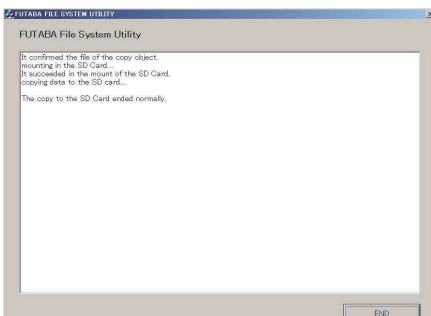 FUTABA FILE SYSTEM UTILITY
FUTABA File System Utility
It confirmed the file of the copy object.
mounting in the SD Card...
It succeeded in the mount of the SD Card.
copying data to the SD card...
The copy to the SD Card ended normally.
END